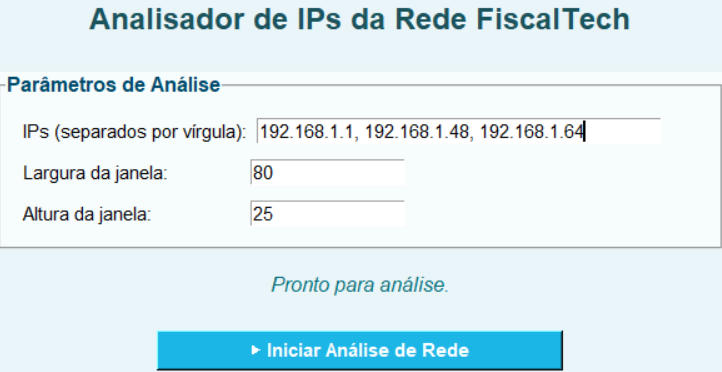 Analisador de IPs da Rede FiscalTech
Parâmetros de Análise
IPs (separados por vírgula): 192.168.1.1, 192.168.1.48, 192.168.1.64
Largura da janela: 80
Altura da janela: 25
Pronto para análise.
▸ Iniciar Análise de Rede